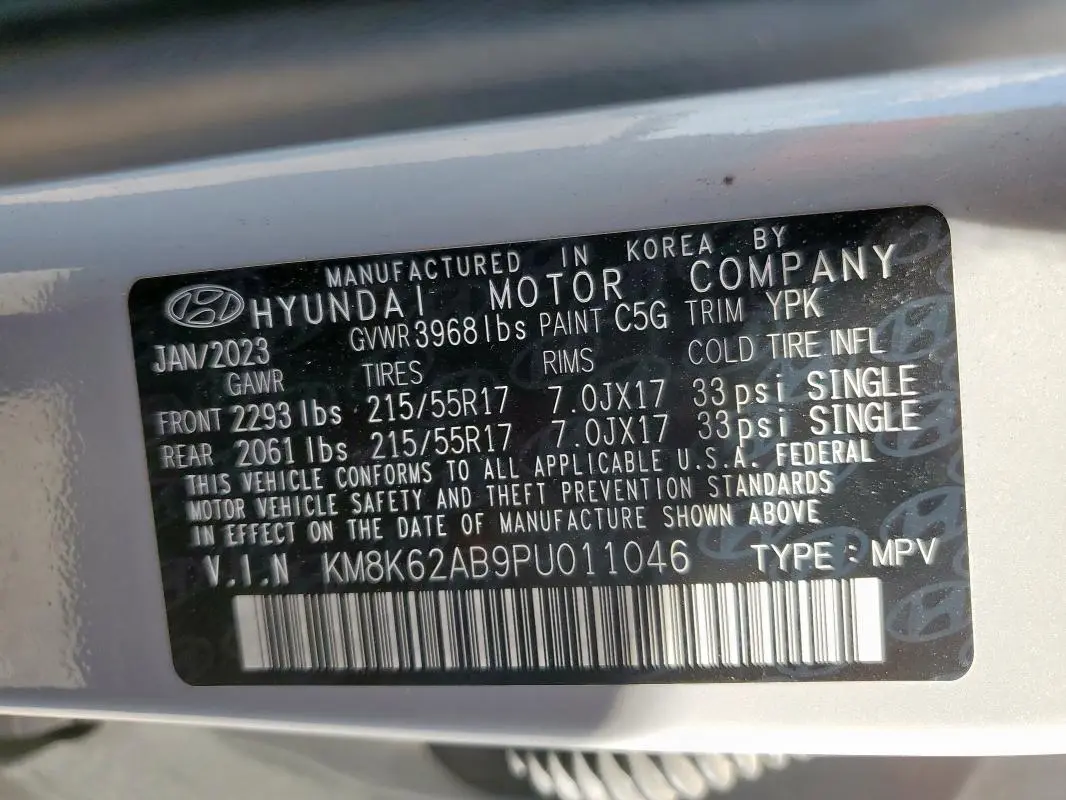 MANUFACTURED IN KOREA BY
HYUNDAI MOTOR COMPANY
JAN/2023 GVWR 3968 lbs PAINT C5G TRIM YPK
GAWR TIRES RIMS COLD TIRE INFL
FRONT 2293 lbs 215/55R17 7.0JX17 33psi SINGLE
REAR 2061 lbs 215/55R17 7.0JX17 33psi SINGLE
THIS VEHICLE CONFORMS TO ALL APPLICABLE U.S.A. FEDERAL
MOTOR VEHICLE SAFETY AND THEFT PREVENTION STANDARDS
IN EFFECT ON THE DATE OF MANUFACTURE SHOWN ABOVE
V.I.N KM8K62AB9PU011046 TYPE : MPV